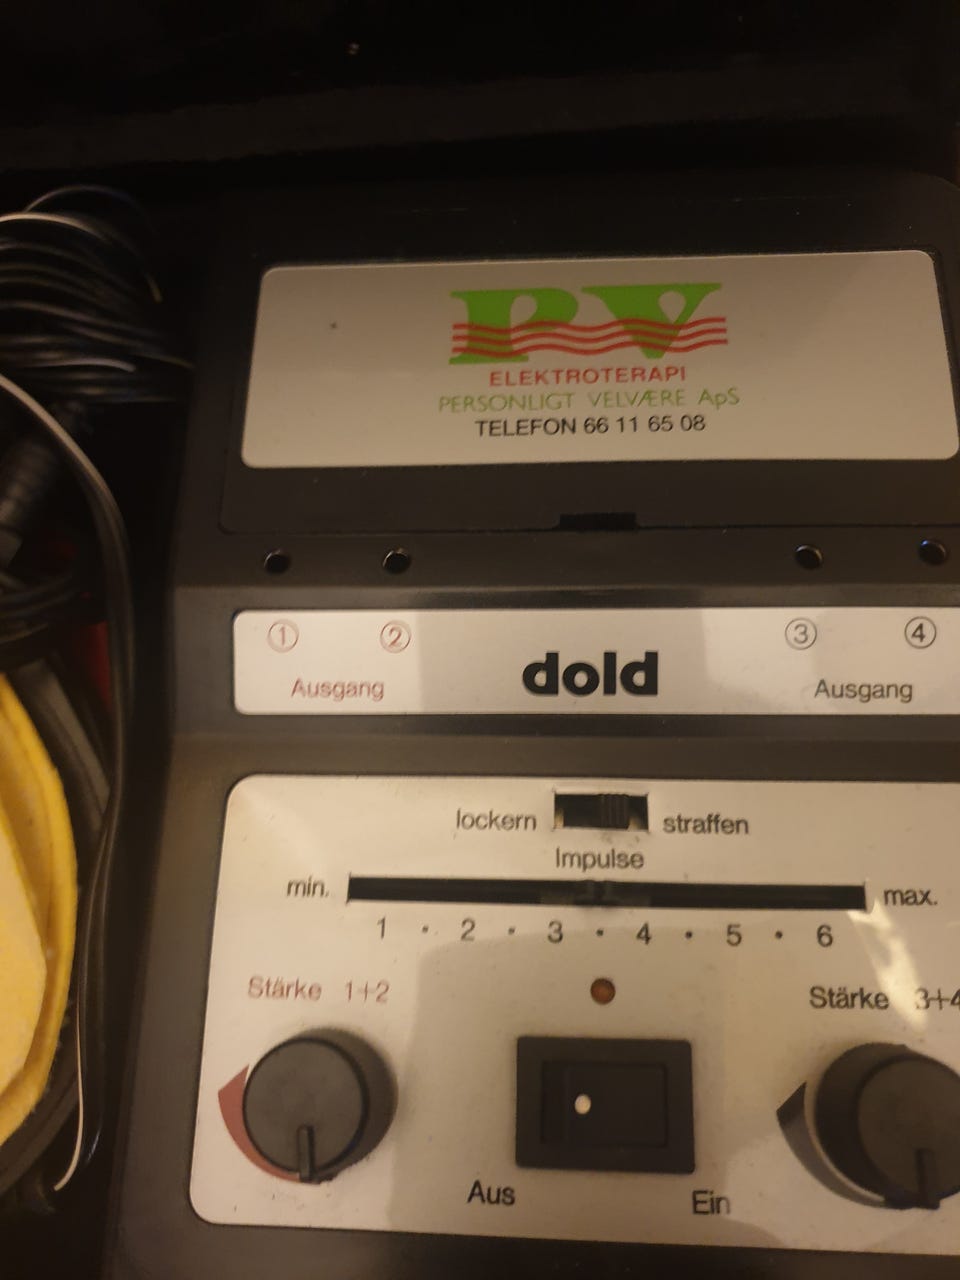 PV
ELEKTROTERAPI
PERSONLIGT VELVÆRE ApS
TELEFON 66 11 65 08
① ② ③ ④
Ausgang dold Ausgang
lockern straffen
Impulse
min. max.
1 • 2 • 3 • 4 • 5 • 6
Stärke 1+2 Stärke 3+4
Aus Ein